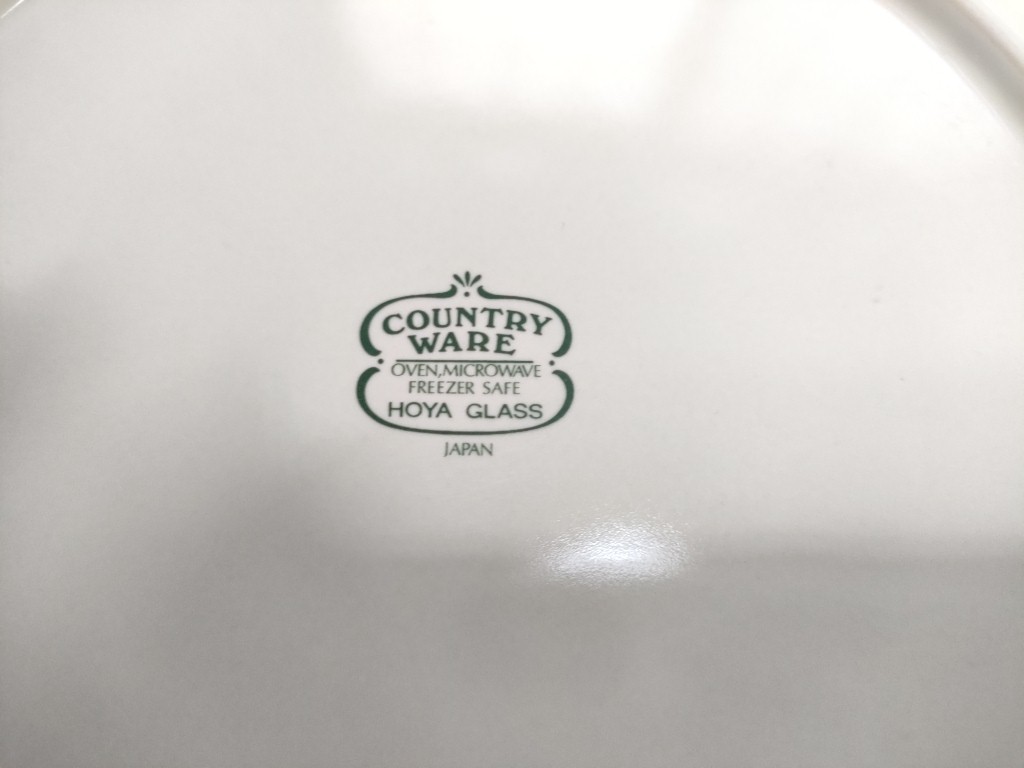 COUNTRY
WARE
OVEN,MICROWAVE
FREEZER SAFE
HOYA GLASS
JAPAN